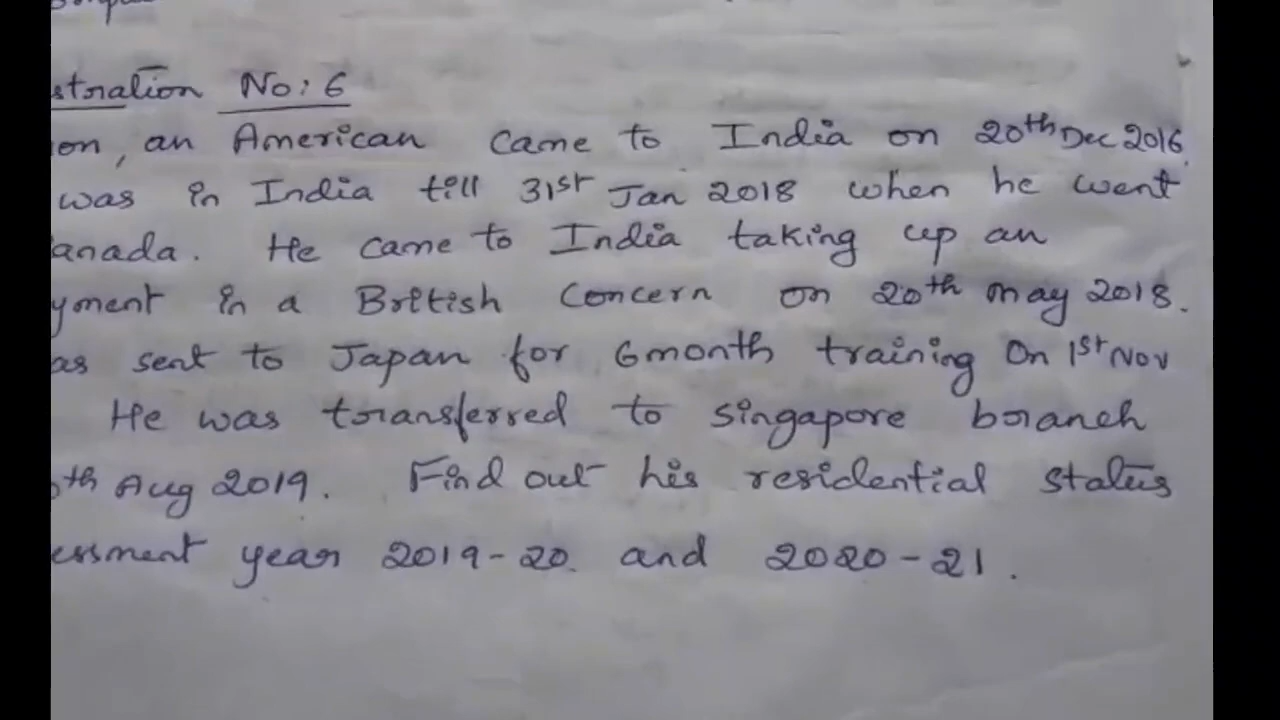 stration No: 6
on, an American came to India on 20th Dec 2016
was in India till 31st Jan 2018 when he went
anada. He came to India taking up an
yment in a British Concern on 20th may 2018.
as sent to Japan for 6month training On 1st Nov
He was transferred to Singapore branch
th Aug 2019. Find out his residential status
essment year 2019-20 and 2020-21.